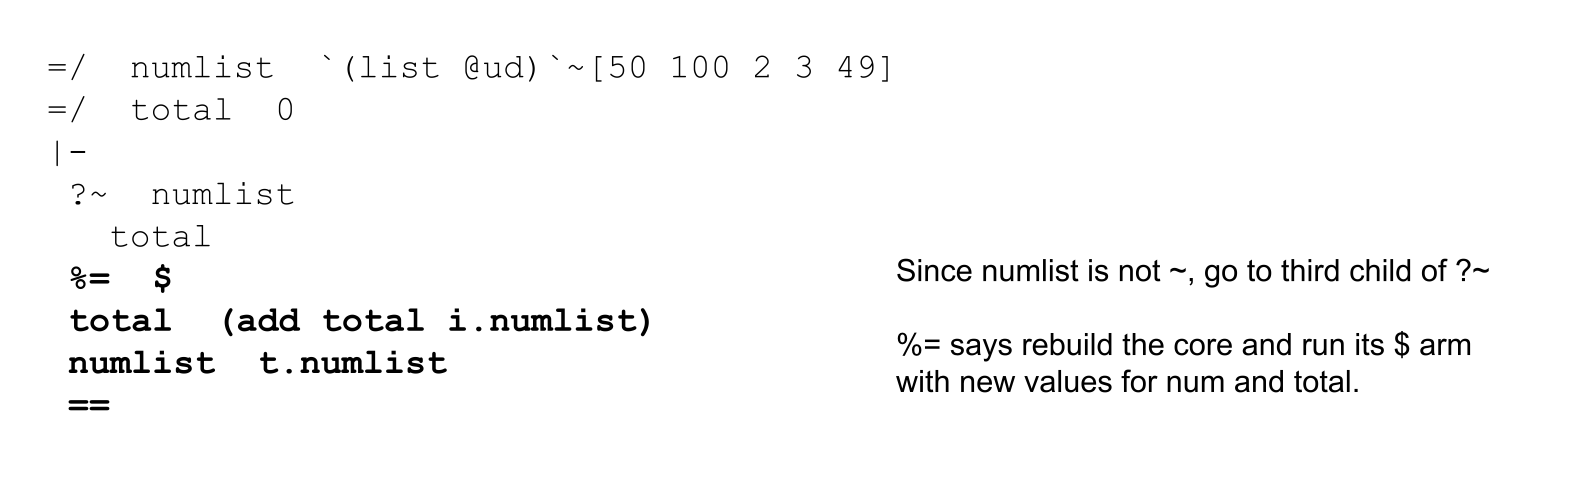 =/  numlist  `(list @ud)`~[50 100 2 3 49]
=/  total  0
|-
?~  numlist
total
%=  $
total  (add total i.numlist)
numlist  t.numlist
==
Since numlist is not ~, go to third child of ?~
%= says rebuild the core and run its $ arm
with new values for num and total.